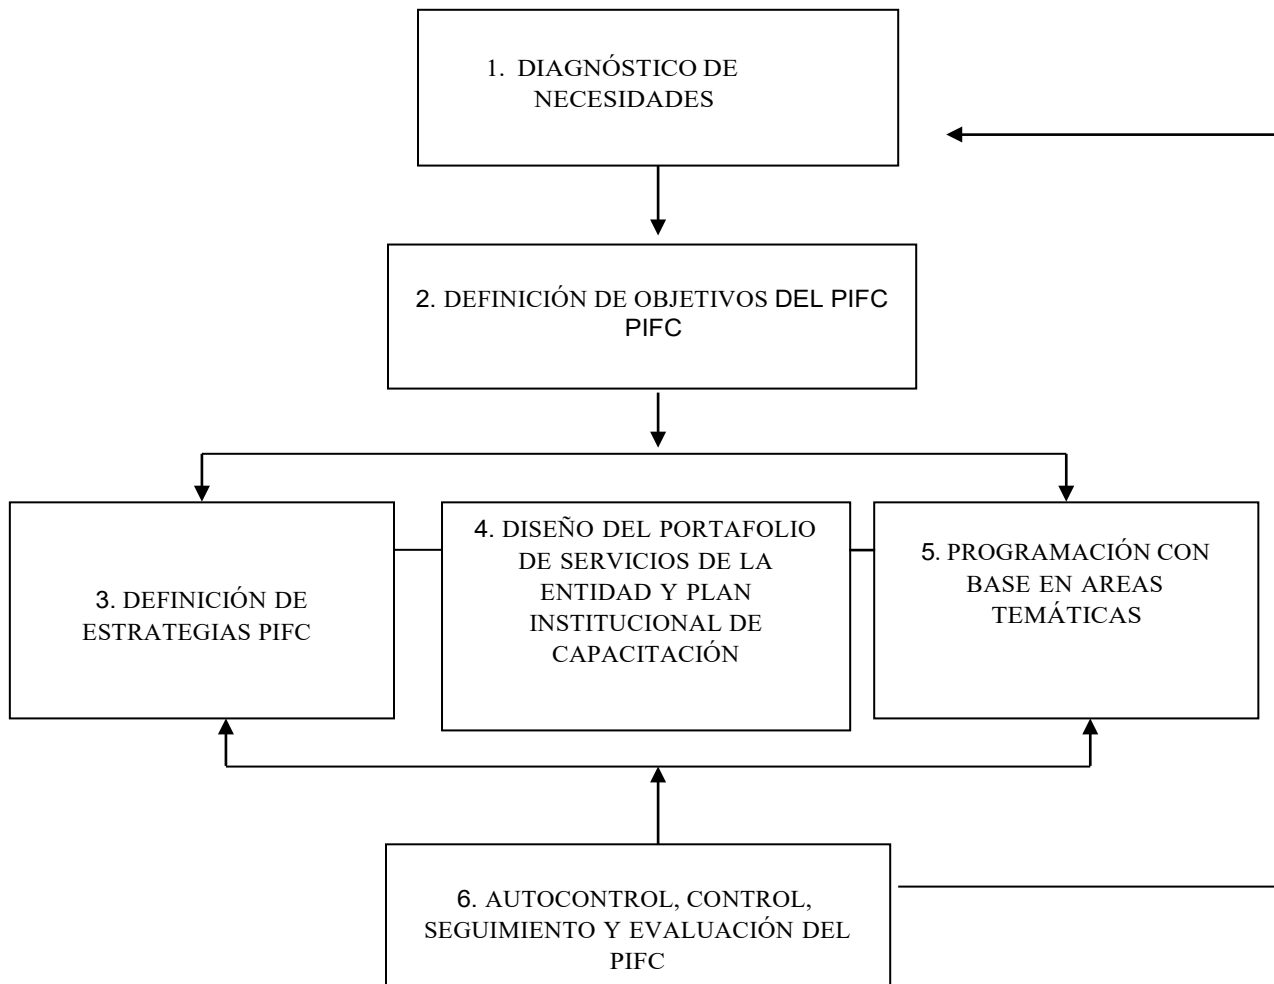 1. DIAGNÓSTICO DE
NECESIDADES
2. DEFINICIÓN DE OBJETIVOS DEL PIFC
PIFC
3. DEFINICIÓN DE
ESTRATEGIAS PIFC
4. DISEÑO DEL PORTAFOLIO
DE SERVICIOS DE LA
ENTIDAD Y PLAN
INSTITUCIONAL DE
CAPACITACIÓN
5. PROGRAMACIÓN CON
BASE EN AREAS
TEMÁTICAS
6. AUTOCONTROL, CONTROL,
SEGUIMIENTO Y EVALUACIÓN DEL
PIFC